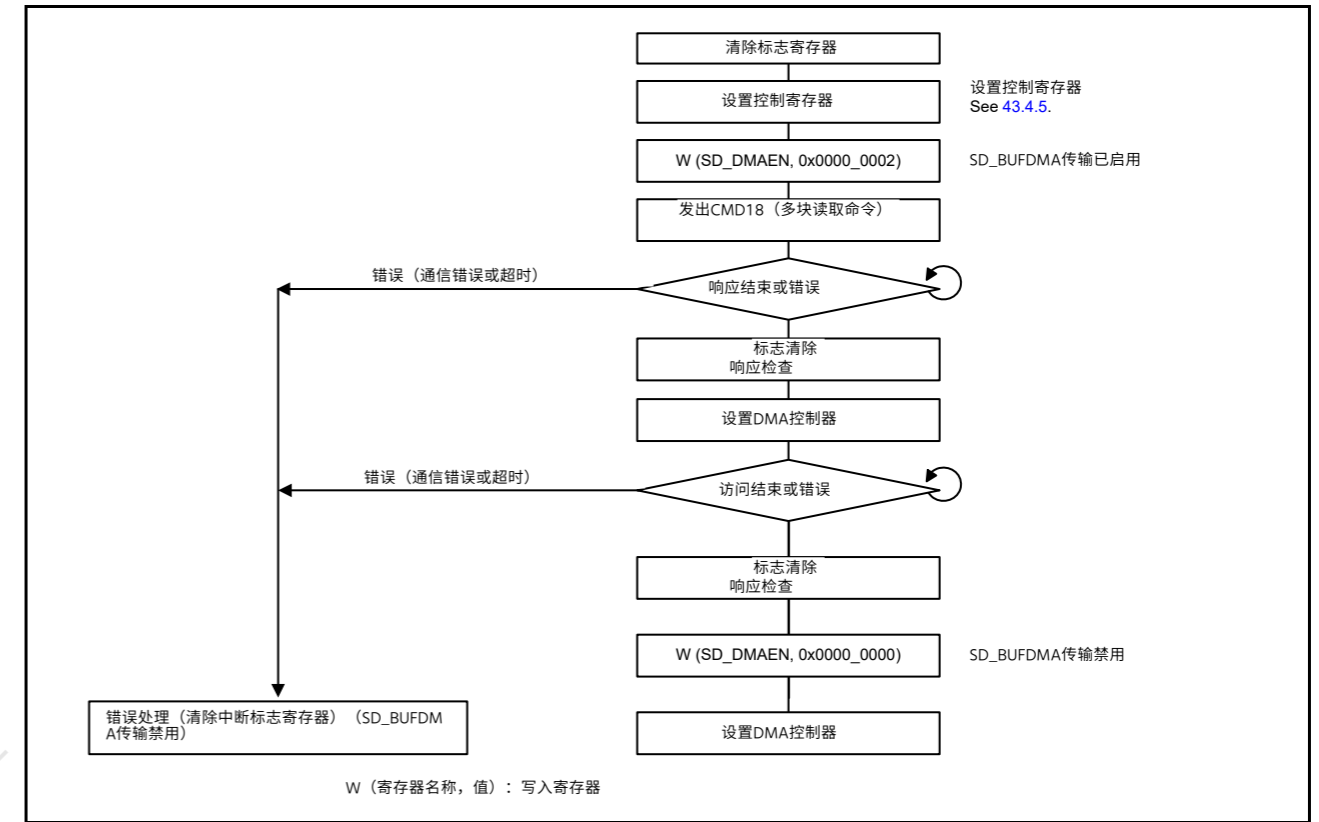 清除标志寄存器
设置控制寄存器
设置控制寄存器
See 43.4.5.
W (SD_DMAEN, 0x0000_0002)
SD_BUFDMA传输已启用
发出CMD18（多块读取命令）
错误（通信错误或超时）
响应结束或错误
标志清除
响应检查
设置DMA控制器
错误（通信错误或超时）
访问结束或错误
标志清除
响应检查
W (SD_DMAEN, 0x0000_0000)
SD_BUFDMA传输禁用
错误处理（清除中断标志寄存器）（SD_BUFDM
A传输禁用）
设置DMA控制器
W（寄存器名称，值）：写入寄存器